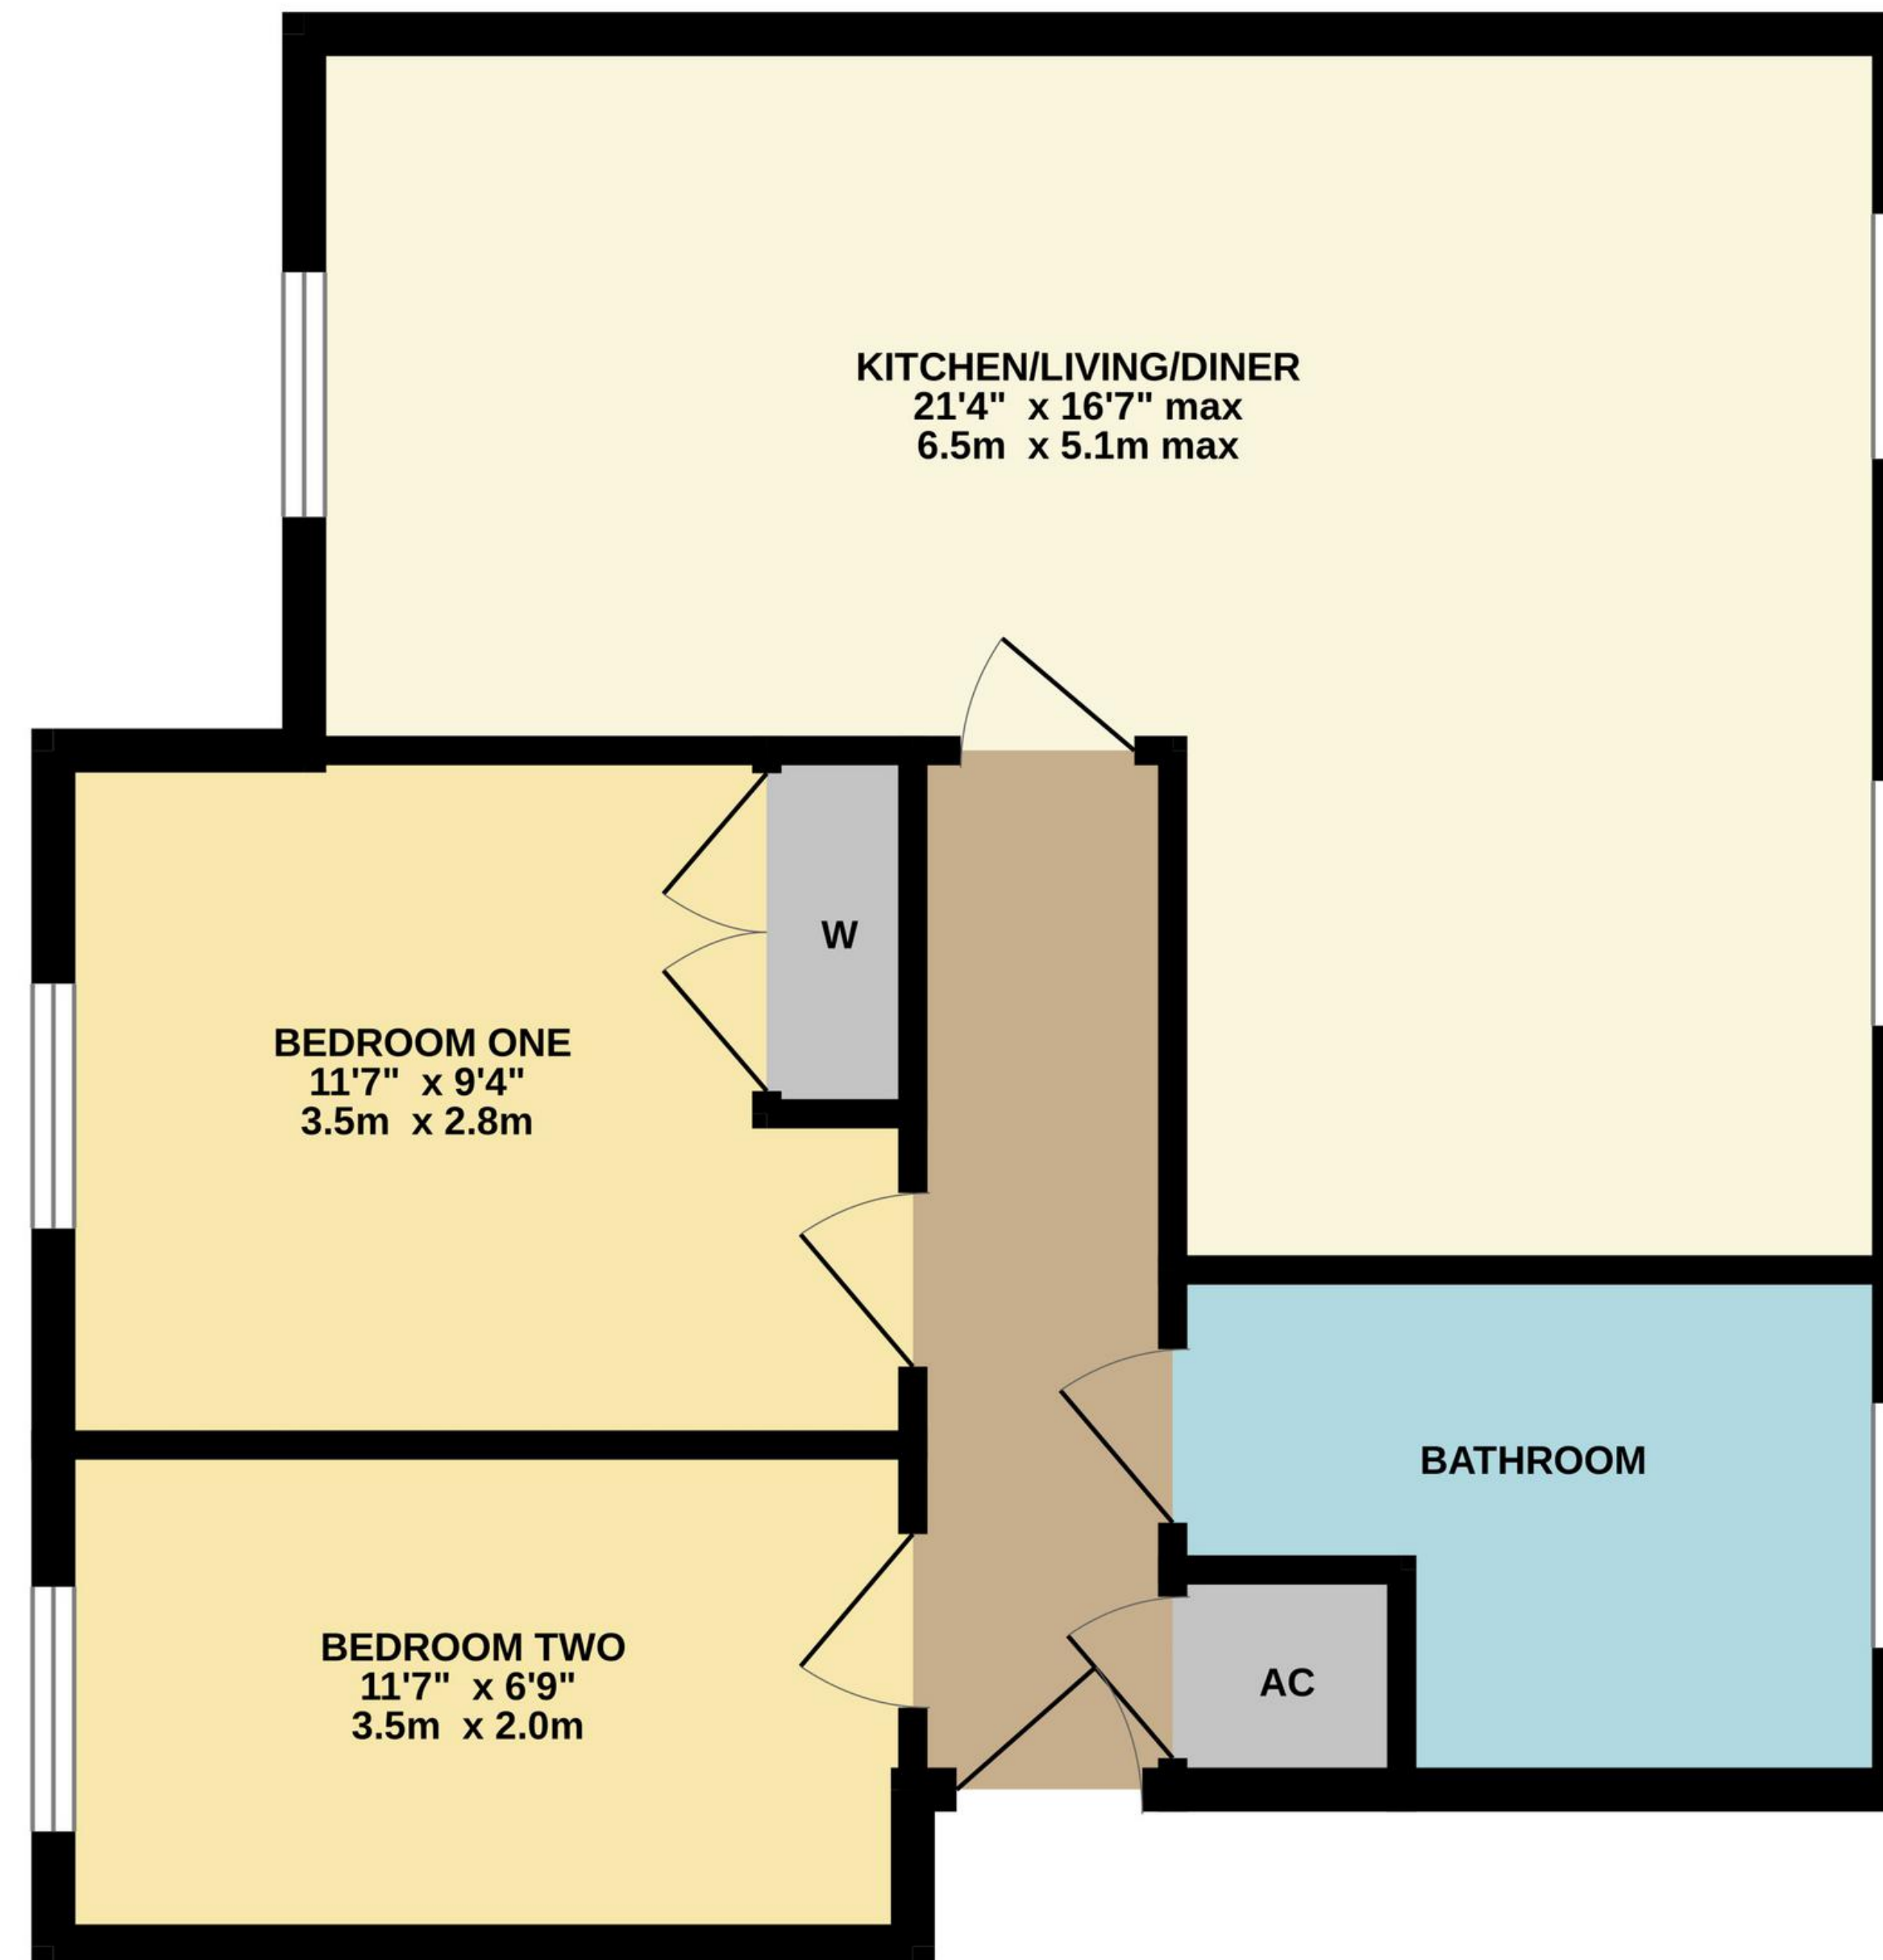 KITCHEN/LIVING/DINER
21'4" x 16'7" max
6.5m x 5.1m max
W
BEDROOM ONE
11'7" x 9'4"
3.5m x 2.8m
BATHROOM
BEDROOM TWO
11'7" x 6'9"
3.5m x 2.0m
AC